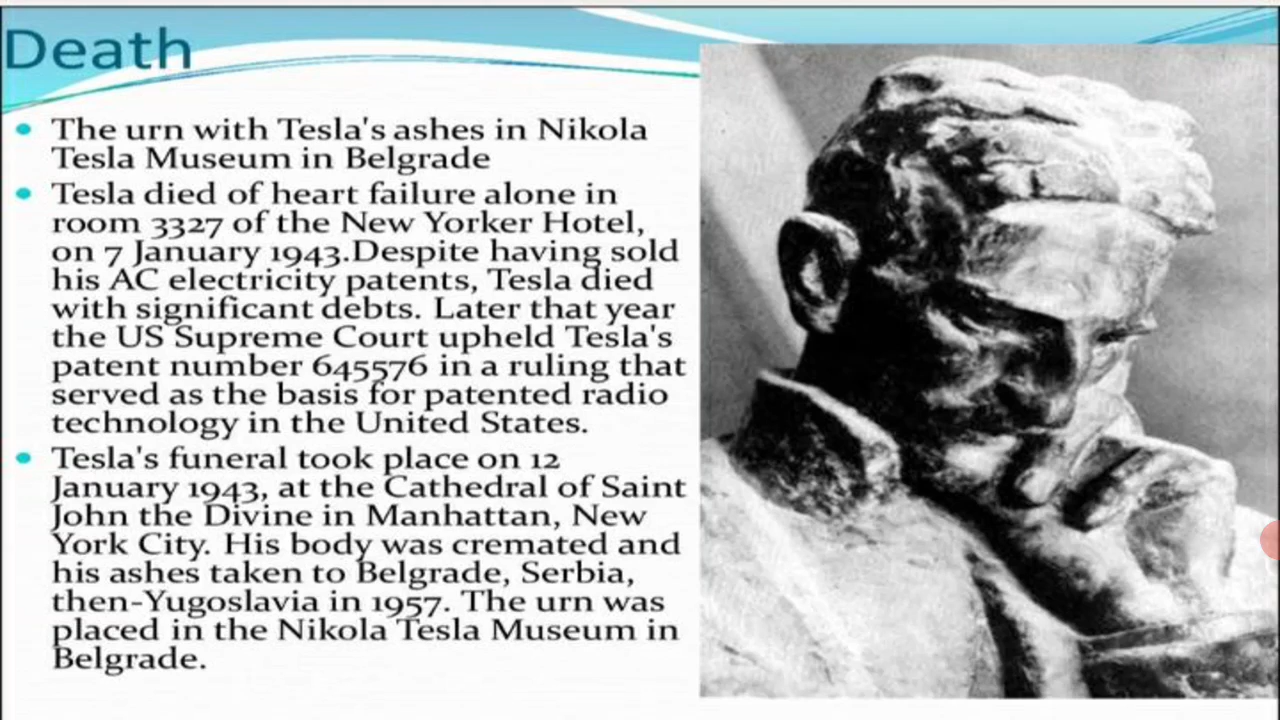 Death
The urn with Tesla's ashes in Nikola
Tesla Museum in Belgrade
Tesla died of heart failure alone in
room 3327 of the New Yorker Hotel,
on 7 January 1943.Despite having sold
his AC electricity patents, Tesla died
with significant debts. Later that year
the US Supreme Court upheld Tesla's
patent number 645576 in a ruling that
served as the basis for patented radio
technology in the United States.
Tesla's funeral took place on 12
January 1943, at the Cathedral of Saint
John the Divine in Manhattan, New
York City. His body was cremated and
his ashes taken to Belgrade, Serbia,
then-Yugoslavia in 1957. The urn was
placed in the Nikola Tesla Museum in
Belgrade.